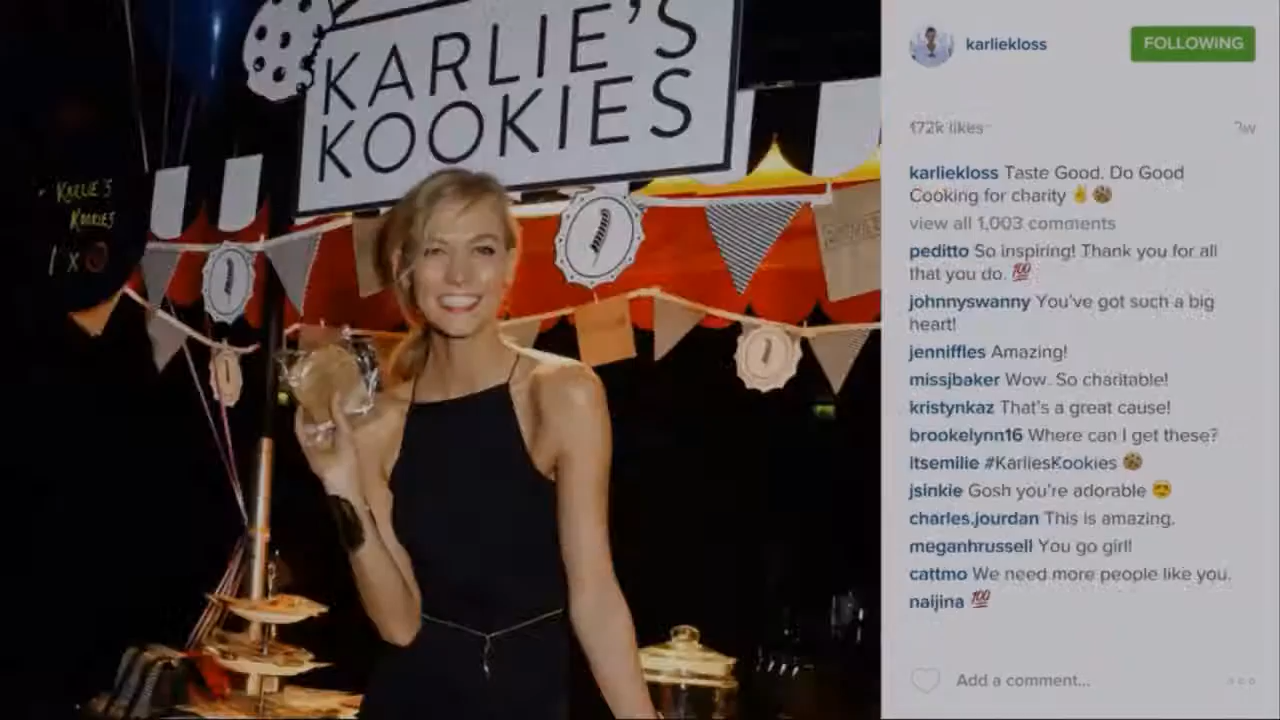 KARLIE'S
KOOKIES
KARLIE'S
KOOKIES
1 x
karliekloss
FOLLOWING
172k likes
7w
karliekloss Taste Good. Do Good
Cooking for charity ✌️🍪
view all 1,003 comments
peditto So inspiring! Thank you for all
that you do. 💯
johnnyswanny You've got such a big
heart!
jenniffles Amazing!
missjbaker Wow. So charitable!
kristynkaz That's a great cause!
brookelynn16 Where can I get these?
itsemilie #KarliesKookies 🍪
jsinkie Gosh you're adorable 😎
charles.jourdan This is amazing.
meganhrussell You go girl!
cattmo We need more people like you.
naijina 💯
Add a comment...